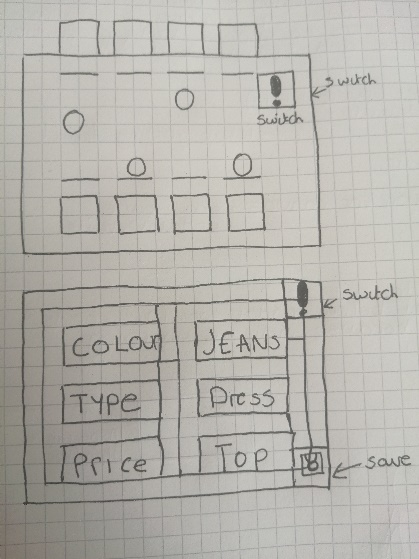 switch
!
switch
switch
!
COLOUR JEANS
TYPE Dress
Price TOP
save